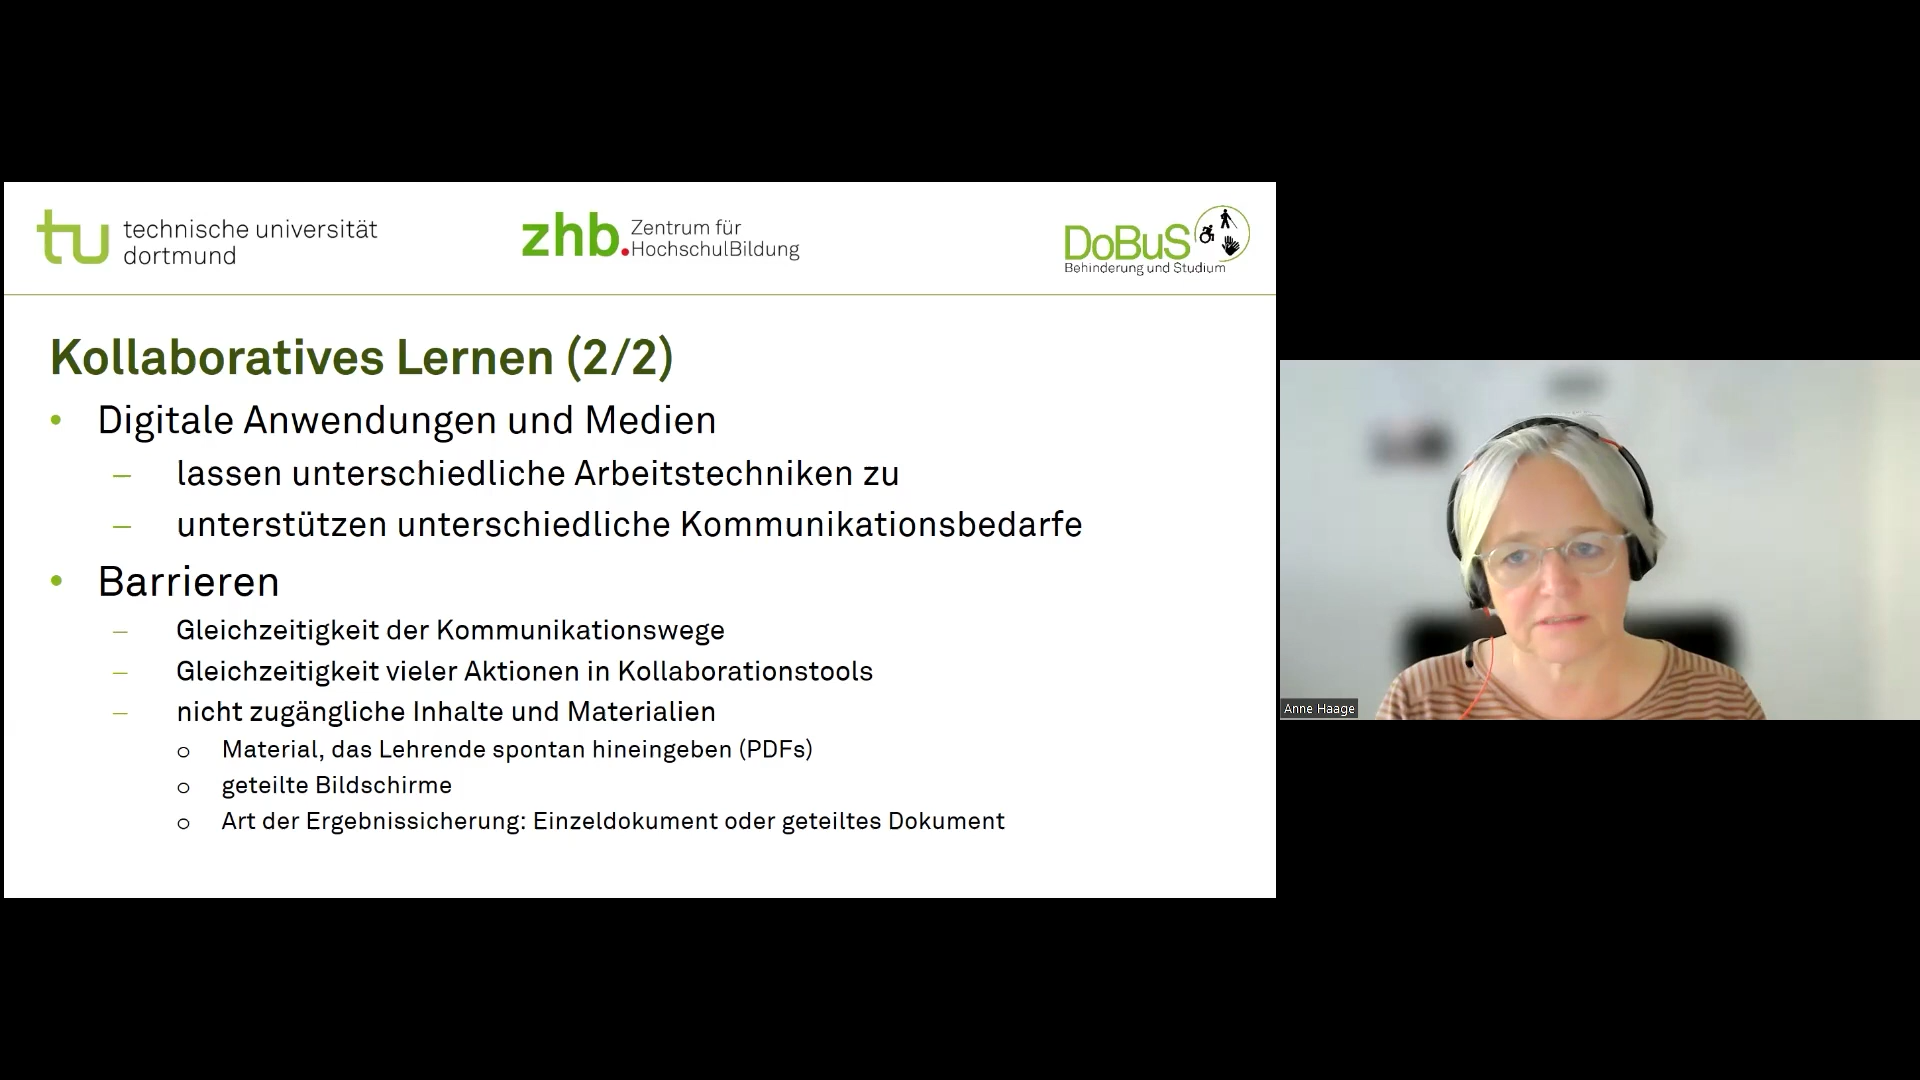 tu technische universität
dortmund
zhb. Zentrum für
HochschulBildung
DoBuS
Behinderung und Studium
Kollaboratives Lernen (2/2)
• Digitale Anwendungen und Medien
– lassen unterschiedliche Arbeitstechniken zu
– unterstützen unterschiedliche Kommunikationsbedarfe
• Barrieren
– Gleichzeitigkeit der Kommunikationswege
– Gleichzeitigkeit vieler Aktionen in Kollaborationstools
– nicht zugängliche Inhalte und Materialien
o Material, das Lehrende spontan hineingeben (PDFs)
o geteilte Bildschirme
o Art der Ergebnissicherung: Einzeldokument oder geteiltes Dokument
Anne Haage